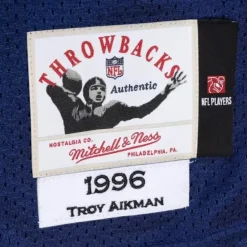 THROWBACKS
NFL
Authentic
NOSTALGIA CO.
Mitchell & Ness
PHILADELPHIA, PA.
NFL PLAYERS
1996
TROY AIKMAN